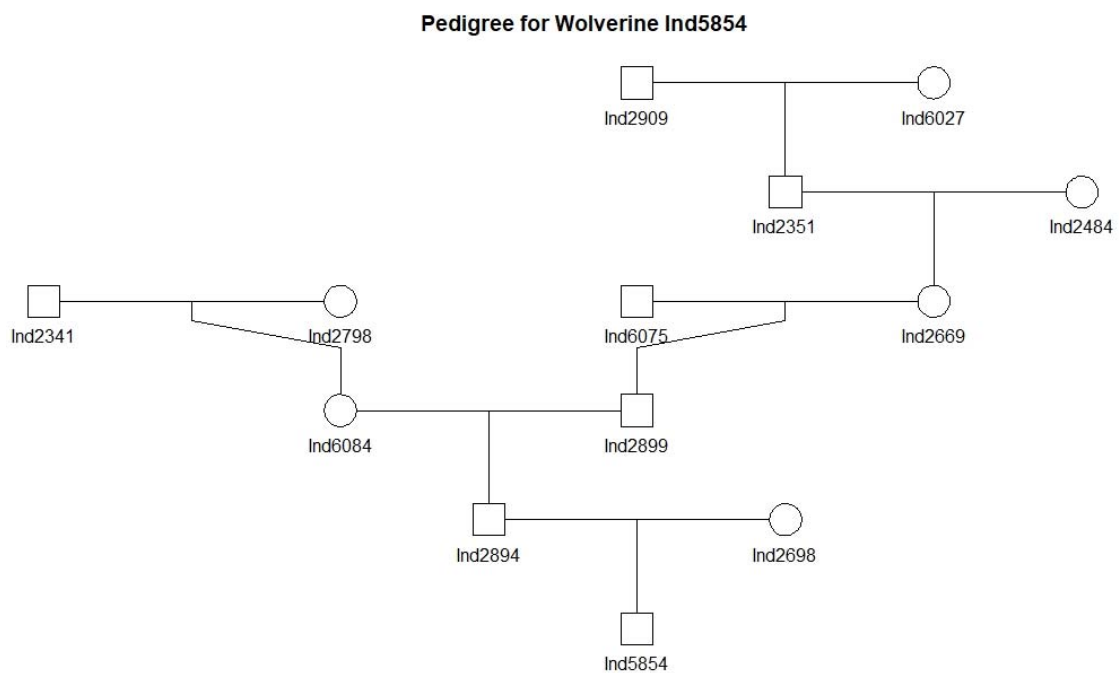 Pedigree for Wolverine Ind5854
Ind2909 Ind6027
Ind2351 Ind2484
Ind2341 Ind2798 Ind6075 Ind2669
Ind6084 Ind2899
Ind2894 Ind2698
Ind5854